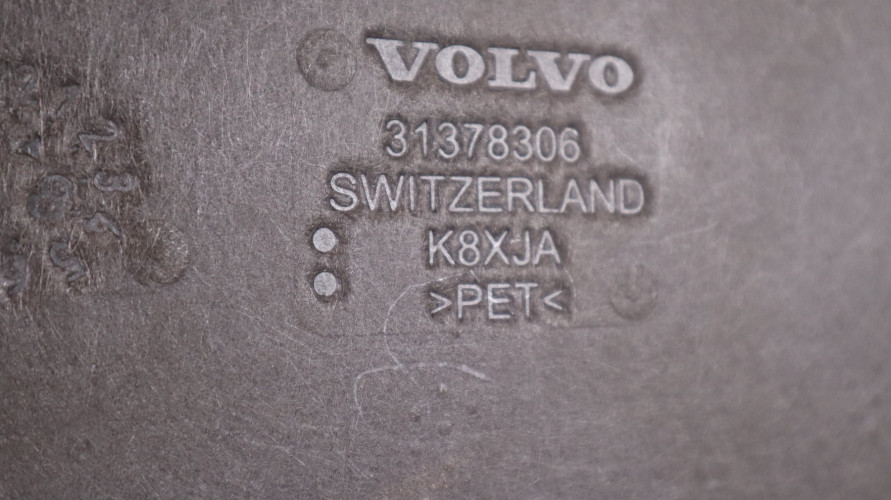 VOLVO
31378306
SWITZERLAND
K8XJA
>PET<